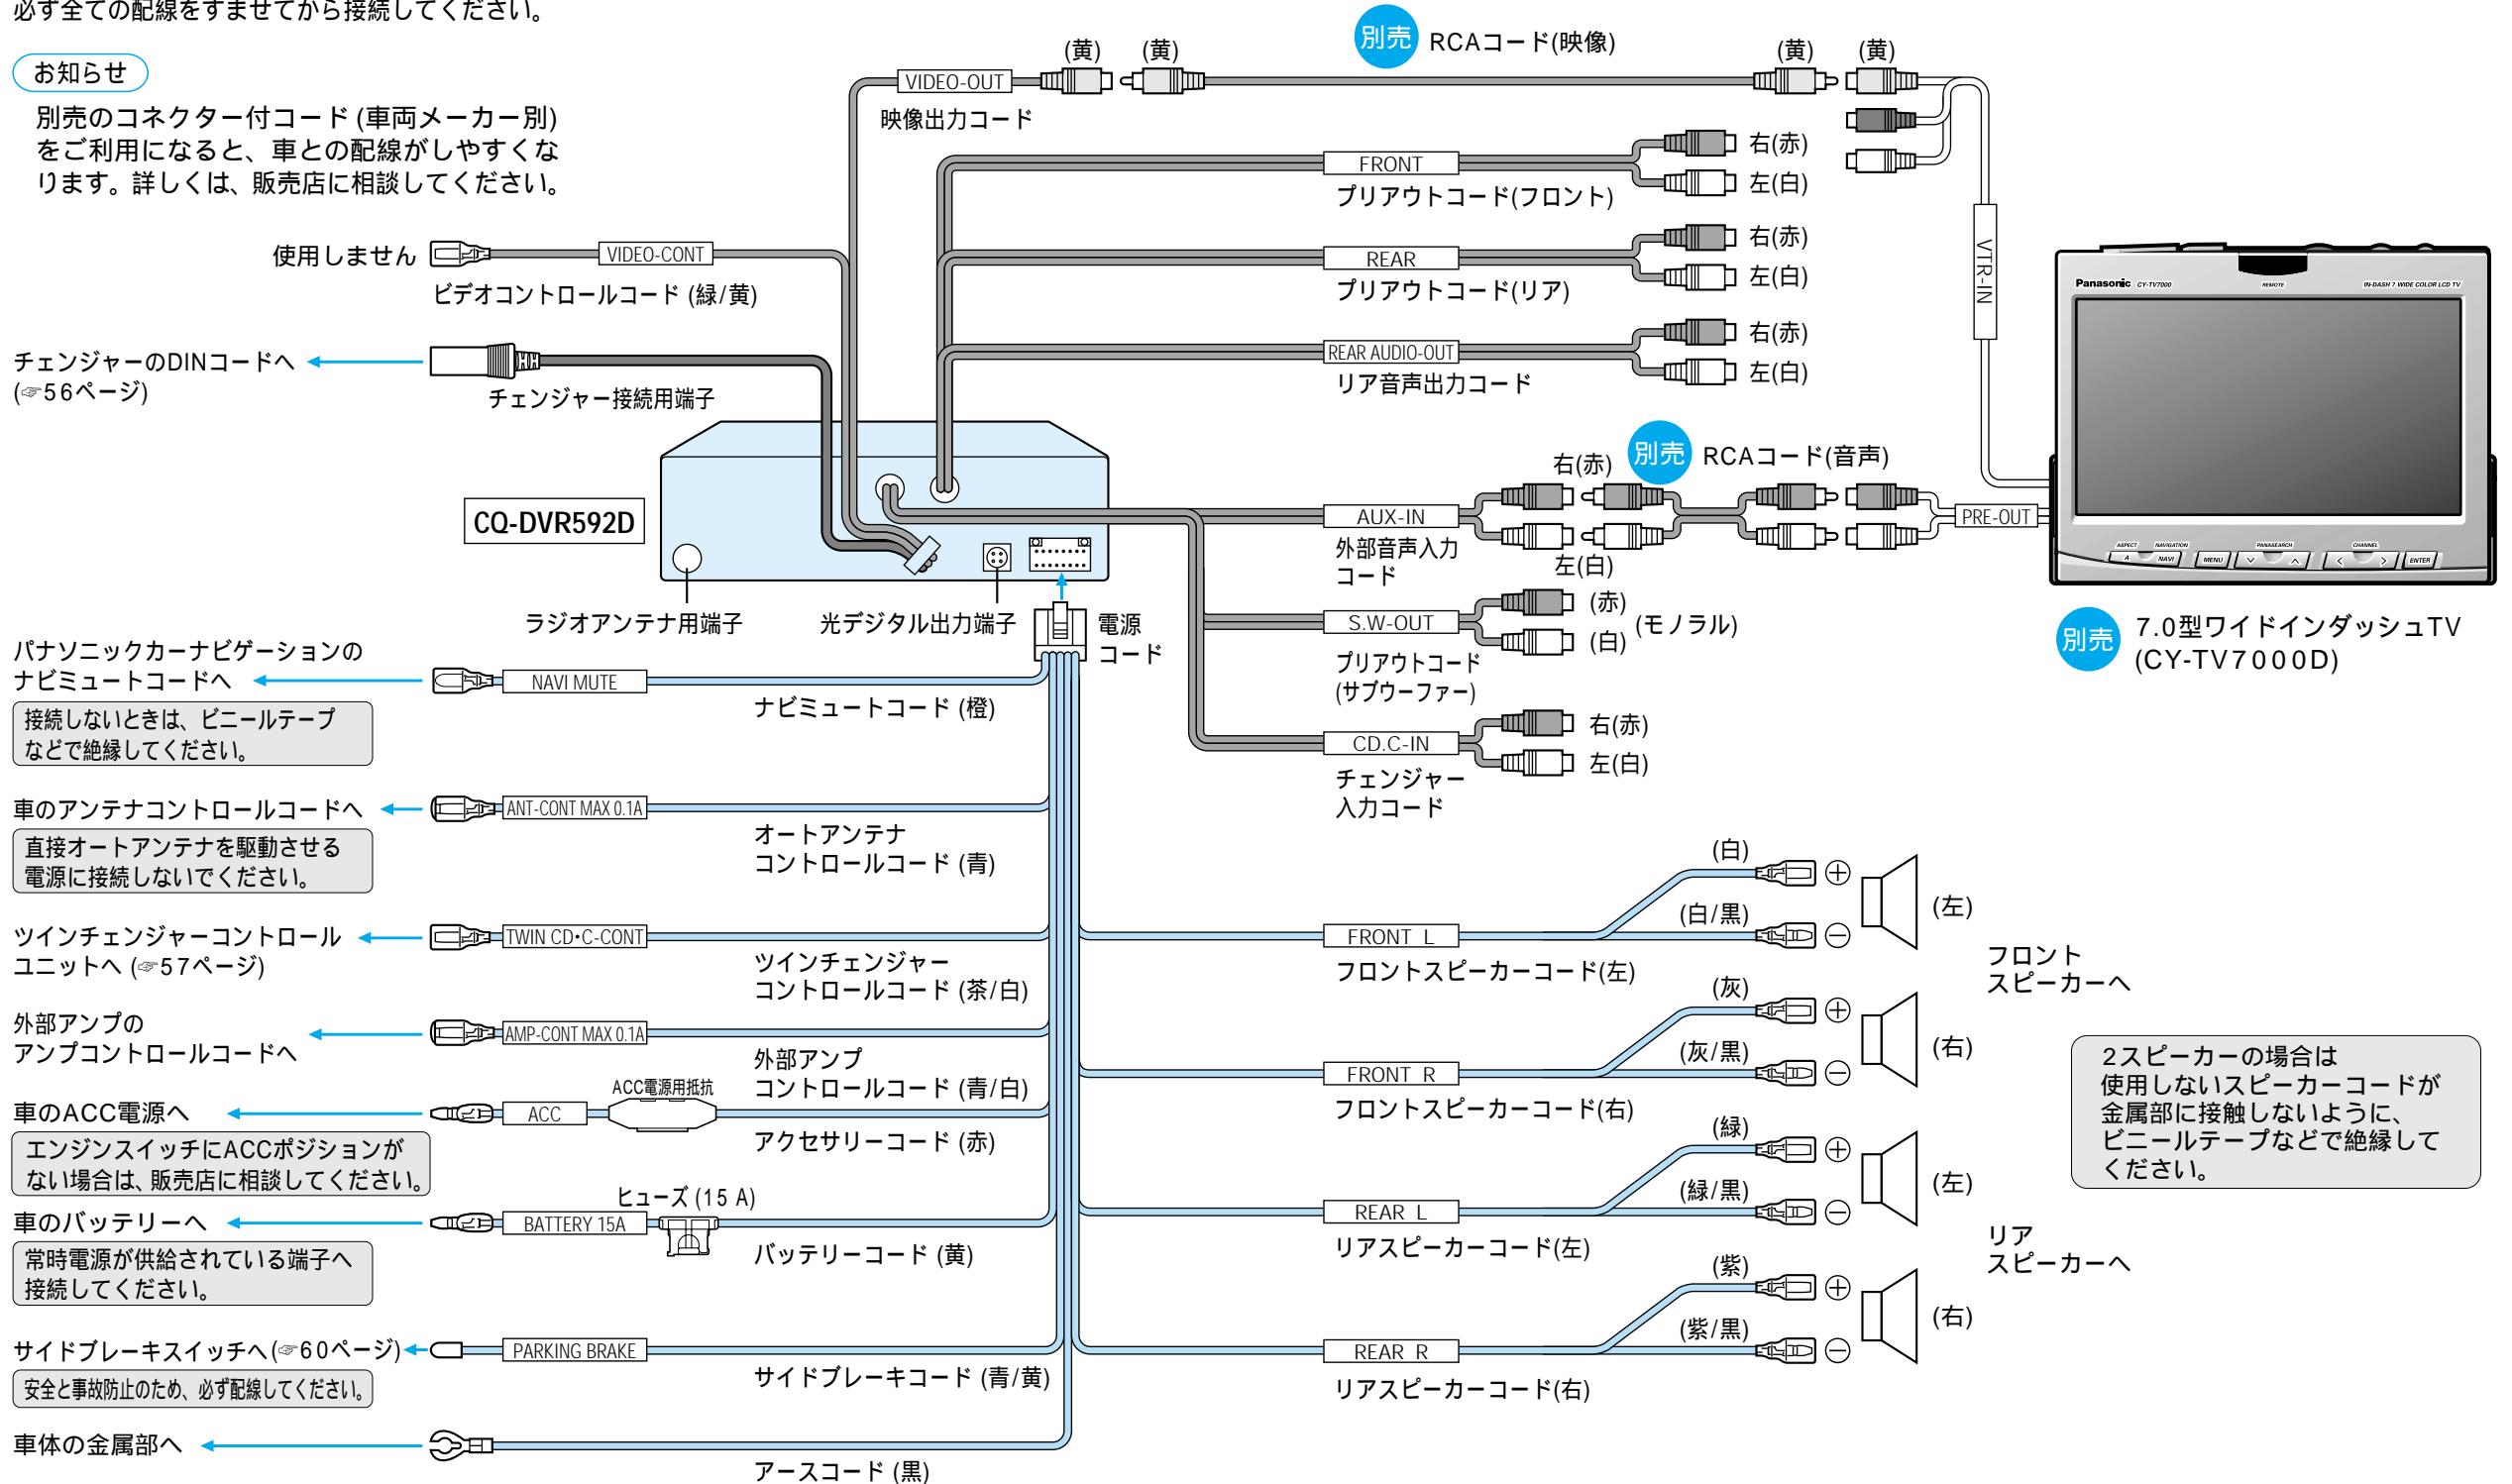 必ず全ての配線をすませてから接続してください。
お知らせ
別売のコネクター付コード(車両メーカー別)
をご利用になると、車との配線がしやすくな
ります。詳しくは、販売店に相談してください。
(黄)
(黄)
別売
RCAコード(映像)
(黄)
(黄)
VIDEO-OUT
映像出力コード
FRONT
プリアウトコード(フロント)
右(赤)
左(白)
使用しません
VIDEO-CONT
ビデオコントロールコード (緑/黄)
REAR
プリアウトコード(リア)
右(赤)
左(白)
VTR-IN
チェンジャーのDINコードへ
(☞56ページ)
チェンジャー接続用端子
REAR AUDIO-OUT
リア音声出力コード
右(赤)
左(白)
Panasonic CY-TV7000
REMOTE
IN-DASH 7 WIDE COLOR LCD TV
ASPECT
NAVIGATION
PANASEARCH
CHANNEL
A
NAVI
MENU
ENTER
CQ-DVR592D
右(赤)
別売
RCAコード(音声)
AUX-IN
外部音声入力
コード
左(白)
PRE-OUT
ラジオアンテナ用端子
光デジタル出力端子
電源
コード
S.W-OUT
プリアウトコード
(サブウーファー)
(赤)
(白)
(モノラル)
別売
7.0型ワイドインダッシュTV
(CY-TV7000D)
パナソニックカーナビゲーションの
ナビミュートコードへ
NAVI MUTE
ナビミュートコード (橙)
接続しないときは、ビニールテープ
などで絶縁してください。
CD.C-IN
チェンジャー
入力コード
右(赤)
左(白)
車のアンテナコントロールコードへ
ANT-CONT MAX 0.1A
オートアンテナ
コントロールコード (青)
直接オートアンテナを駆動させる
電源に接続しないでください。
ツインチェンジャーコントロール
ユニットへ (☞57ページ)
TWIN CD•C-CONT
ツインチェンジャー
コントロールコード (茶/白)
外部アンプの
アンプコントロールコードへ
AMP-CONT MAX 0.1A
外部アンプ
コントロールコード (青/白)
車のACC電源へ
ACC
ACC電源用抵抗
アクセサリーコード (赤)
エンジンスイッチにACCポジションが
ない場合は、販売店に相談してください。
車のバッテリーへ
BATTERY 15A
ヒューズ (15 A)
バッテリーコード (黄)
常時電源が供給されている端子へ
接続してください。
サイドブレーキスイッチへ(☞60ページ)
PARKING BRAKE
サイドブレーキコード (青/黄)
安全と事故防止のため、必ず配線してください。
車体の金属部へ
アースコード (黒)
FRONT L
フロントスピーカーコード(左)
(白)
⊕
(白/黒)
⊖
(左)
FRONT R
フロントスピーカーコード(右)
(灰)
⊕
(灰/黒)
⊖
(右)
フロント
スピーカーへ
REAR L
リアスピーカーコード(左)
(緑)
⊕
(緑/黒)
⊖
(左)
REAR R
リアスピーカーコード(右)
(紫)
⊕
(紫/黒)
⊖
(右)
リア
スピーカーへ
2スピーカーの場合は
使用しないスピーカーコードが
金属部に接触しないように、
ビニールテープなどで絶縁して
ください。